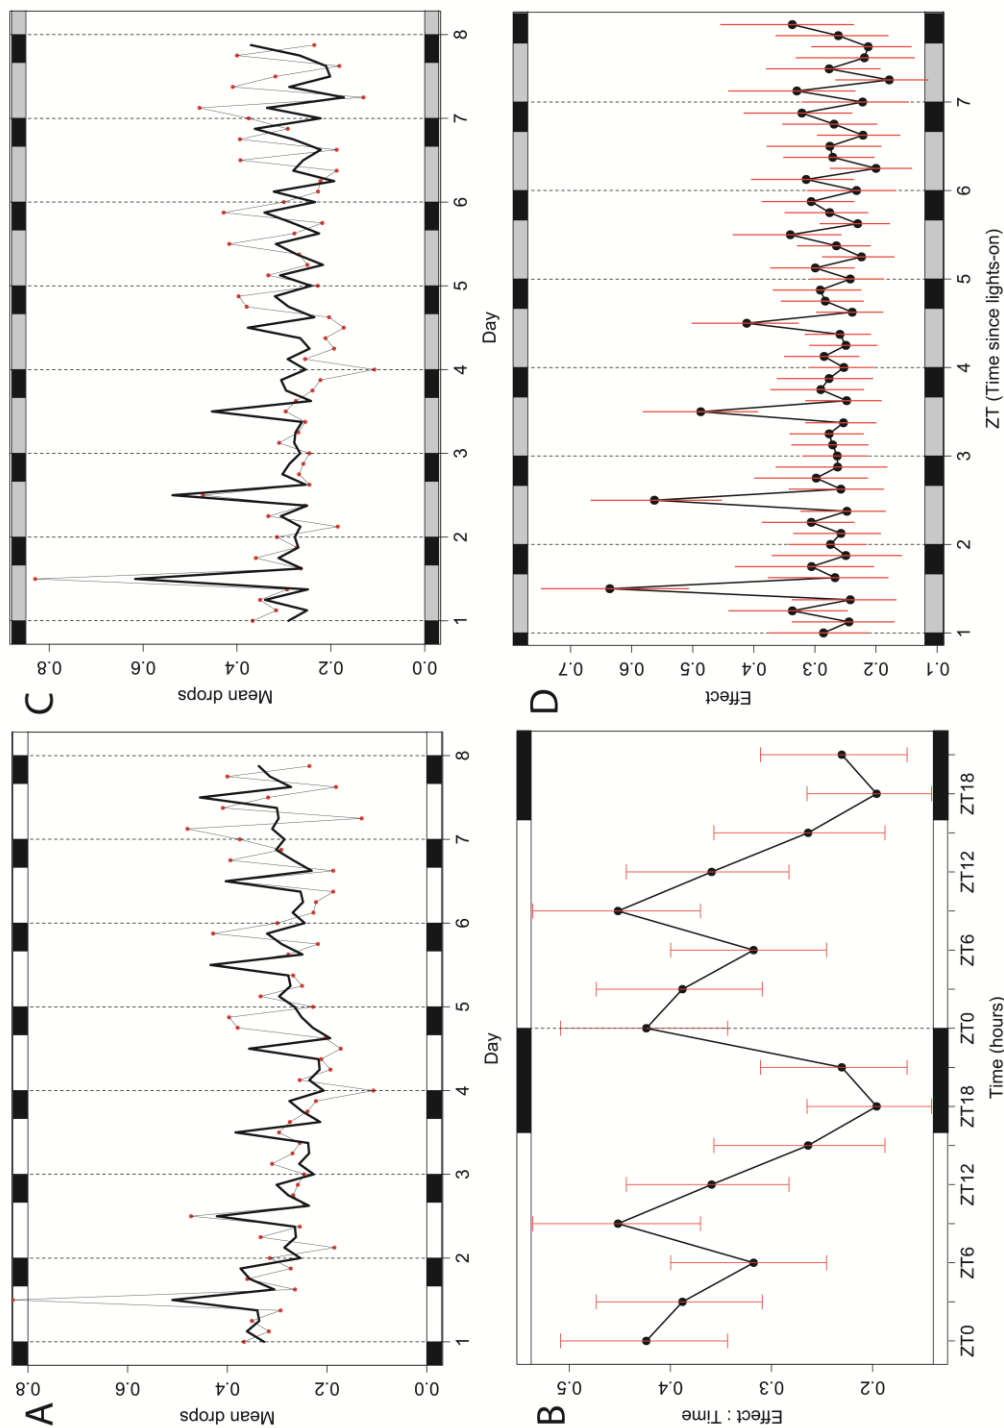 A
Mean drops
0.8
0.6
0.4
0.2
0.0
1 2 3 4 5 6 7 8
Day
C
Mean drops
0.8
0.6
0.4
0.2
0.0
1 2 3 4 5 6 7 8
Day
B
Effect : Time
0.5
0.4
0.3
0.2
ZT0 ZT6 ZT12 ZT18 ZT0 ZT6 ZT12 ZT18
Time (hours)
D
Effect
0.7
0.6
0.5
0.4
0.3
0.2
0.1
1 2 3 4 5 6 7
ZT (Time since lights-on)